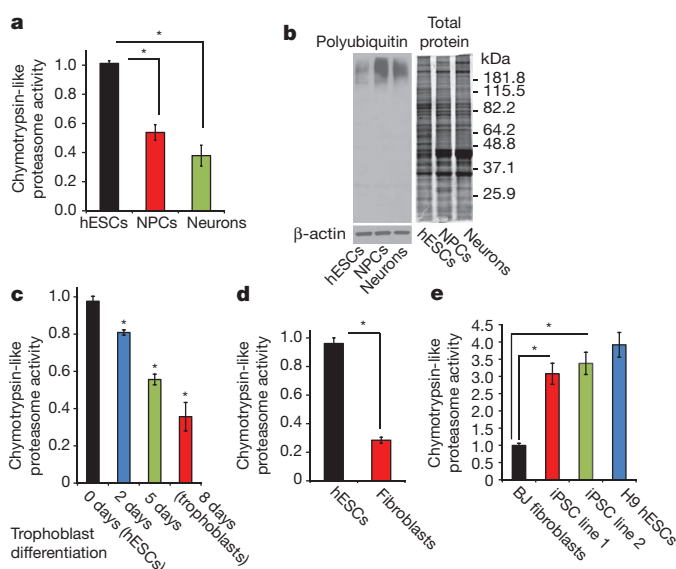 a
Chymotrypsin-like
proteasome activity
1.0
0.8
0.6
0.4
0.2
0.0
*
*
hESCs
NPCs
Neurons
b
Polyubiquitin
Total
protein
kDa
181.8
115.5
82.2
64.2
48.8
37.1
25.9
β-actin
hESCs
NPCs
Neurons
hESCs
NPCs
Neurons
c
Chymotrypsin-like
proteasome activity
1.0
0.8
0.6
0.4
0.2
0
*
*
*
0 days (hESCs)
2 days
5 days
8 days
(trophoblasts)
Trophoblast
differentiation
d
Chymotrypsin-like
proteasome activity
1.0
0.8
0.6
0.4
0.2
0
*
hESCs
Fibroblasts
e
Chymotrypsin-like
proteasome activity
4.5
4.0
3.5
3.0
2.5
2.0
1.5
1.0
0.5
0
*
*
BJ fibroblasts
iPSC line 1
iPSC line 2
H9 hESCs